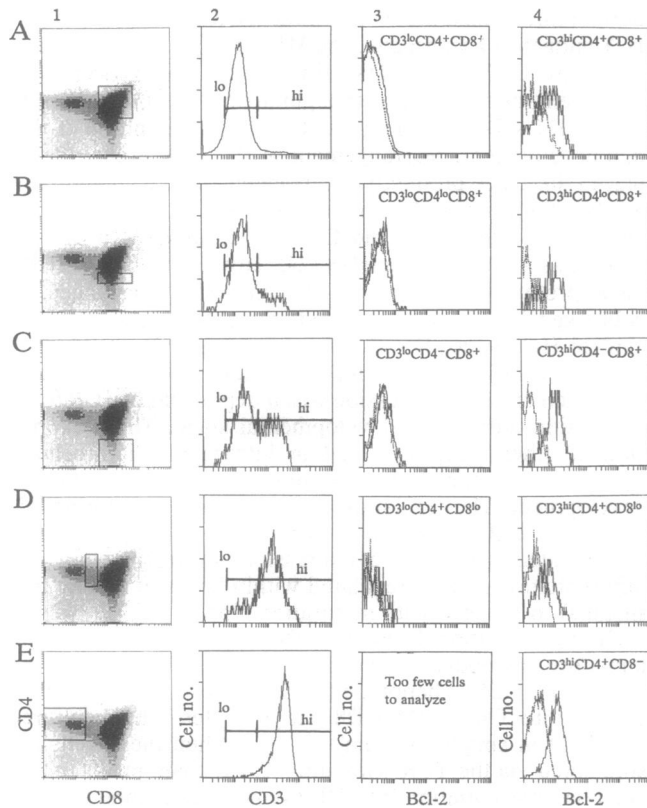 1 2 3 4
A
lo hi
CD3loCD4+CD8-/
CD3hiCD4+CD8+
B
lo hi
CD3loCD4loCD8+
CD3hiCD4loCD8+
C
lo hi
CD3loCD4-CD8+
CD3hiCD4-CD8+
D
lo hi
CD3loCD4+CD8lo
CD3hiCD4+CD8lo
E
lo hi
Too few cells
to analyze
CD3hiCD4+CD8-
CD4
Cell no.
Cell no.
Cell no.
CD8 CD3 Bcl-2 Bcl-2